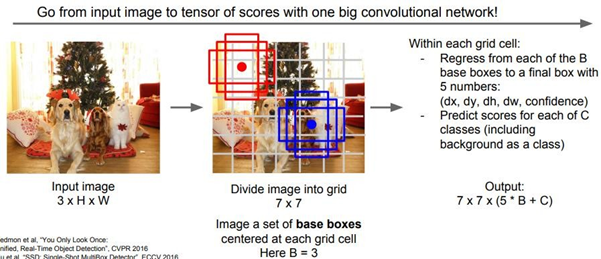 Go from input image to tensor of scores with one big convolutional network!
Input image
3 x H x W
Divide image into grid
7 x 7
Image a set of base boxes
centered at each grid cell
Here B = 3
Within each grid cell:
- Regress from each of the B
base boxes to a final box with
5 numbers:
(dx, dy, dh, dw, confidence)
- Predict scores for each of C
classes (including
background as a class)
Output:
7 x 7 x (5 * B + C)
edmon et al, "You Only Look Once:
nified, Real-Time Object Detection", CVPR 2016
u et al, "SSD: Single-Shot MultiBox Detector", ECCV 2016